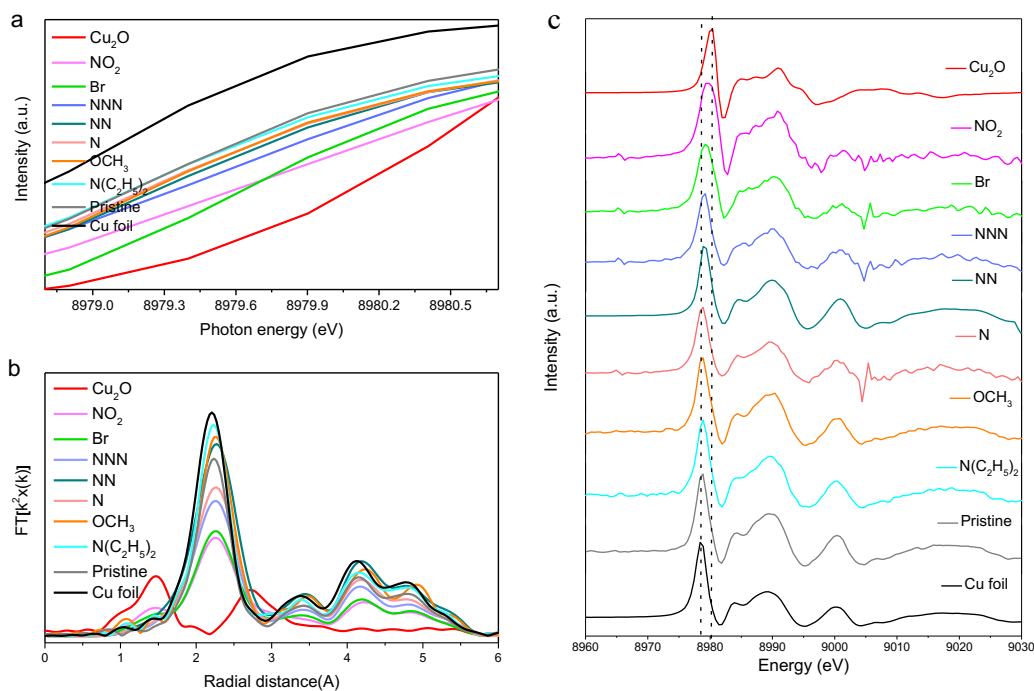 a
Intensity (a.u.)
Cu₂O
NO₂
Br
NNN
NN
N
OCH₃
N(C₂H₅)₂
Pristine
Cu foil
8979.0 8979.3 8979.6 8979.9 8980.2 8980.5
Photon energy (eV)
b
FT[k²x(k)]
Cu₂O
NO₂
Br
NNN
NN
N
OCH₃
N(C₂H₅)₂
Pristine
Cu foil
0 1 2 3 4 5 6
Radial distance(A)
c
Intensity (a.u.)
Cu₂O
NO₂
Br
NNN
NN
N
OCH₃
N(C₂H₅)₂
Pristine
Cu foil
8960 8970 8980 8990 9000 9010 9020 9030
Energy (eV)